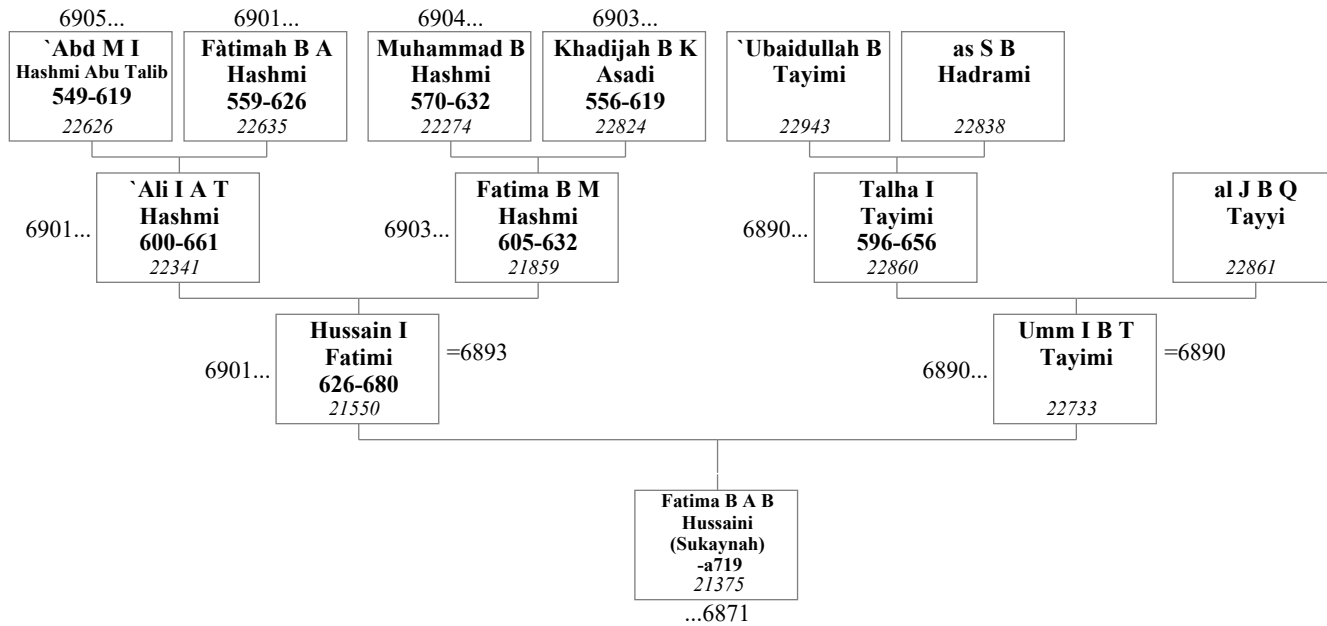 6905...
6901...
6904...
6903...
`Abd M I
Hashmi Abu Talib
549-619
22626
Fàtimah B A
Hashmi
559-626
22635
Muhammad B
Hashmi
570-632
22274
Khadijah B K
Asadi
556-619
22824
`Ubaidullah B
Tayimi
22943
as S B
Hadrami
22838
6901...
`Ali I A T
Hashmi
600-661
22341
6903...
Fatima B M
Hashmi
605-632
21859
6890...
Talha I
Tayimi
596-656
22860
al J B Q
Tayyi
22861
6901...
Hussain I
Fatimi
626-680
21550
=6893
6890...
Umm I B T
Tayimi
22733
=6890
Fatima B A B
Hussaini
(Sukaynah)
-a719
21375
...6871